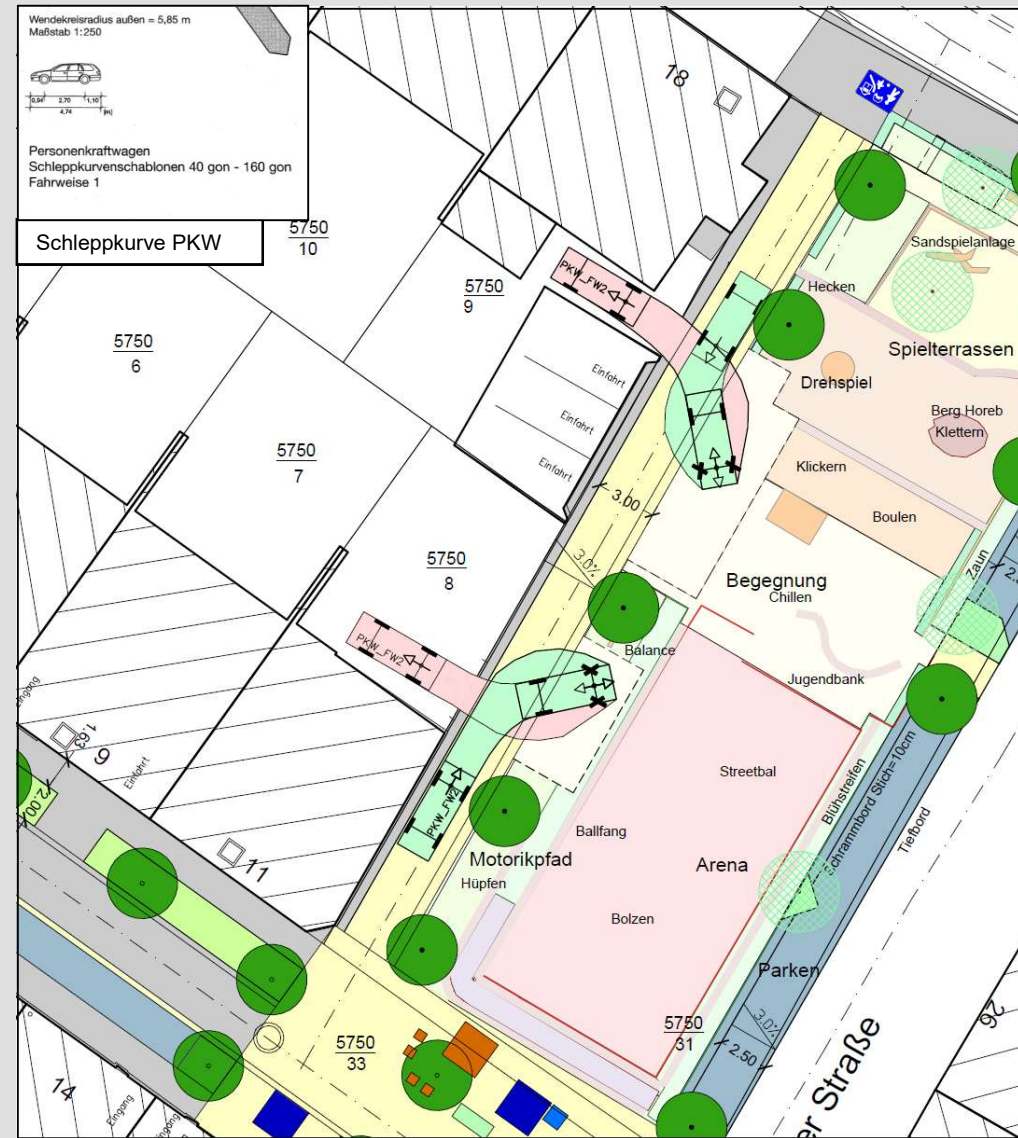 Wendekreisradius außen = 5,85 m
Maßstab 1:250
0,94 2,70 1,10
4,74 [m]
Personenkraftwagen
Schleppkurvenschablonen 40 gon - 160 gon
Fahrweise 1
Schleppkurve PKW
18
5750
10
5750
9
5750
6
5750
7
5750
8
PKW_FW2
Einfahrt
Einfahrt
Einfahrt
3.00
3.0%
Hecken
Sandspielanlage
Spielterrassen
Drehspiel
Berg Horeb
Klettern
Klickern
Boulen
Zaun
Begegnung
Chillen
Balance
Jugendbank
PKW_FW2
PKW_FW2
Streetbal
Blühstreifen
Schrammbord Stich=10cm
Tiefbord
Ballfang
Motorikpfad
Hüpfen
Arena
Bolzen
Parken
Eingang
1.63
9
2.00
Einfahrt
11
5750
33
5750
31
3.0%
2.50
26
er Straße
14
Eingang
Eingang